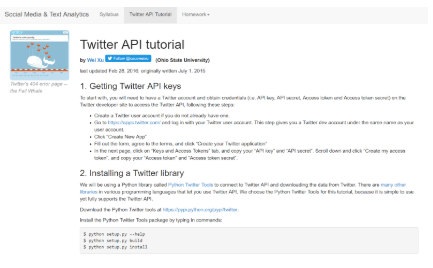 Social Media & Text Analytics Syllabus Twitter API Tutorial Homework
Twitter API tutorial
by Wei Xu (Ohio State University)
last updated Feb 28, 2016; originally written July 1, 2015
Twitter's 404 error page –
the Fail Whale
1. Getting Twitter API keys
To start with, you will need to have a Twitter account and obtain credentials (i.e. API key, API secret, Access token and Access token secret) on the
Twitter developer site to access the Twitter API, following these steps:
• Create a Twitter user account if you do not already have one.
• Go to https://apps.twitter.com/ and log in with your Twitter user account. This step gives you a Twitter dev account under the same name as your
user account.
• Click "Create New App"
• Fill out the form, agree to the terms, and click "Create your Twitter application"
• In the next page, click on "Keys and Access Tokens" tab, and copy your "API key" and "API secret". Scroll down and click "Create my access
token", and copy your "Access token" and "Access token secret".
2. Installing a Twitter library
We will be using a Python library called Python Twitter Tools to connect to Twitter API and downloading the data from Twitter. There are many other
libraries in various programming languages that let you use Twitter API. We choose the Python Twitter Tools for this tutorial, because it is simple to use
yet fully supports the Twitter API.
Download the Python Twitter tools at https://pypi.python.org/pypi/twitter.
Install the Python Twitter Tools package by typing in commands:
$ python setup.py --help
$ python setup.py build
$ python setup.py install